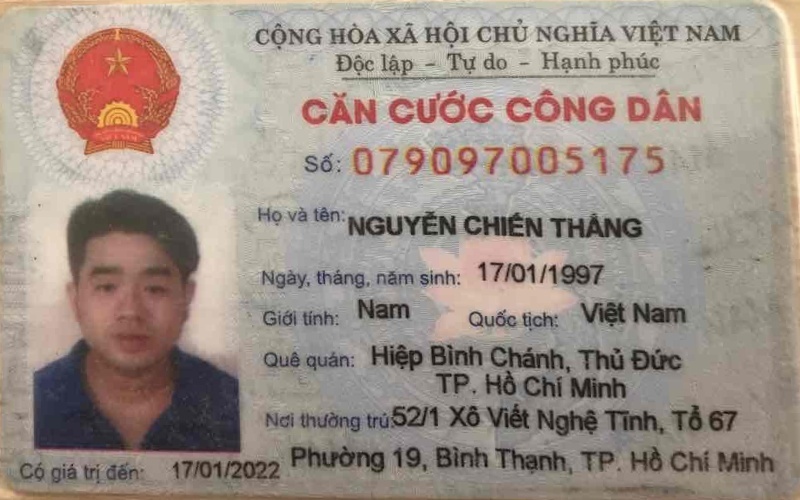 CỘNG HÒA XÃ HỘI CHỦ NGHĨA VIỆT NAM
Độc lập - Tự do - Hạnh phúc
CĂN CƯỚC CÔNG DÂN
Số: 079097005175
Họ và tên: NGUYỄN CHIẾN THẮNG
Ngày, tháng, năm sinh: 17/01/1997
Giới tính: Nam Quốc tịch: Việt Nam
Quê quán: Hiệp Bình Chánh, Thủ Đức
TP. Hồ Chí Minh
Nơi thường trú: 52/1 Xô Viết Nghệ Tĩnh, Tổ 67
Có giá trị đến: 17/01/2022 Phường 19, Bình Thạnh, TP. Hồ Chí Minh